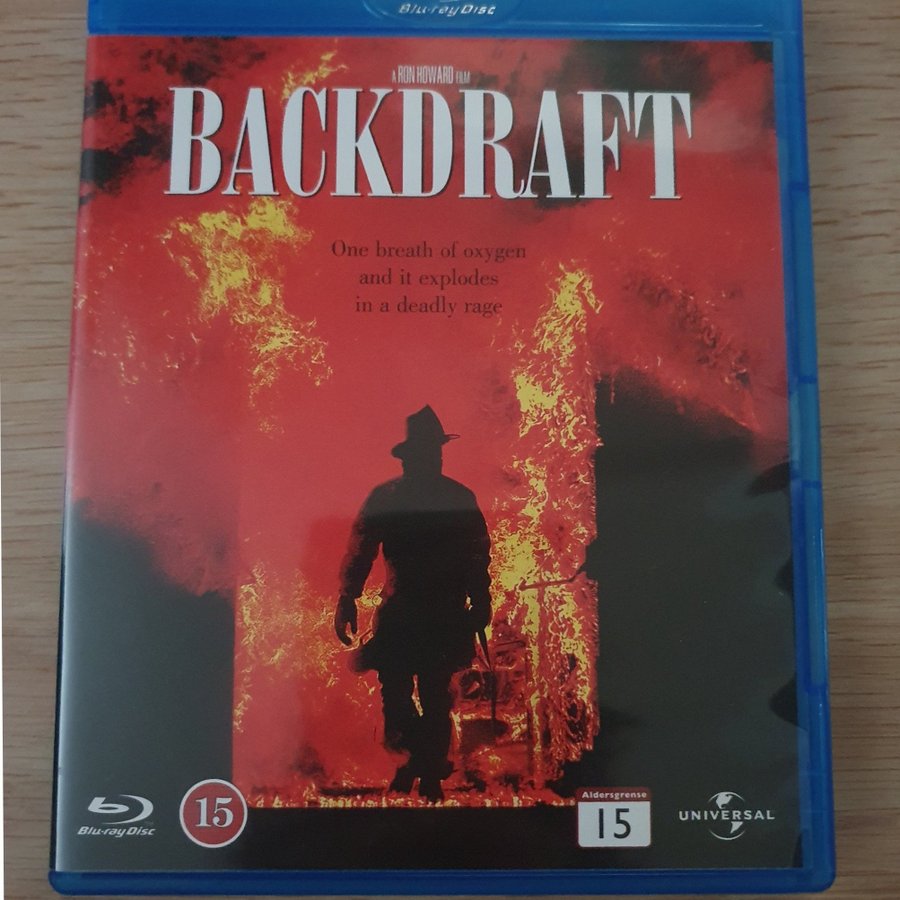 Blu-ray Disc
A RON HOWARD FILM
BACKDRAFT
One breath of oxygen
and it explodes
in a deadly rage
Blu-ray Disc
15
Aldersgrense
15
UNIVERSAL